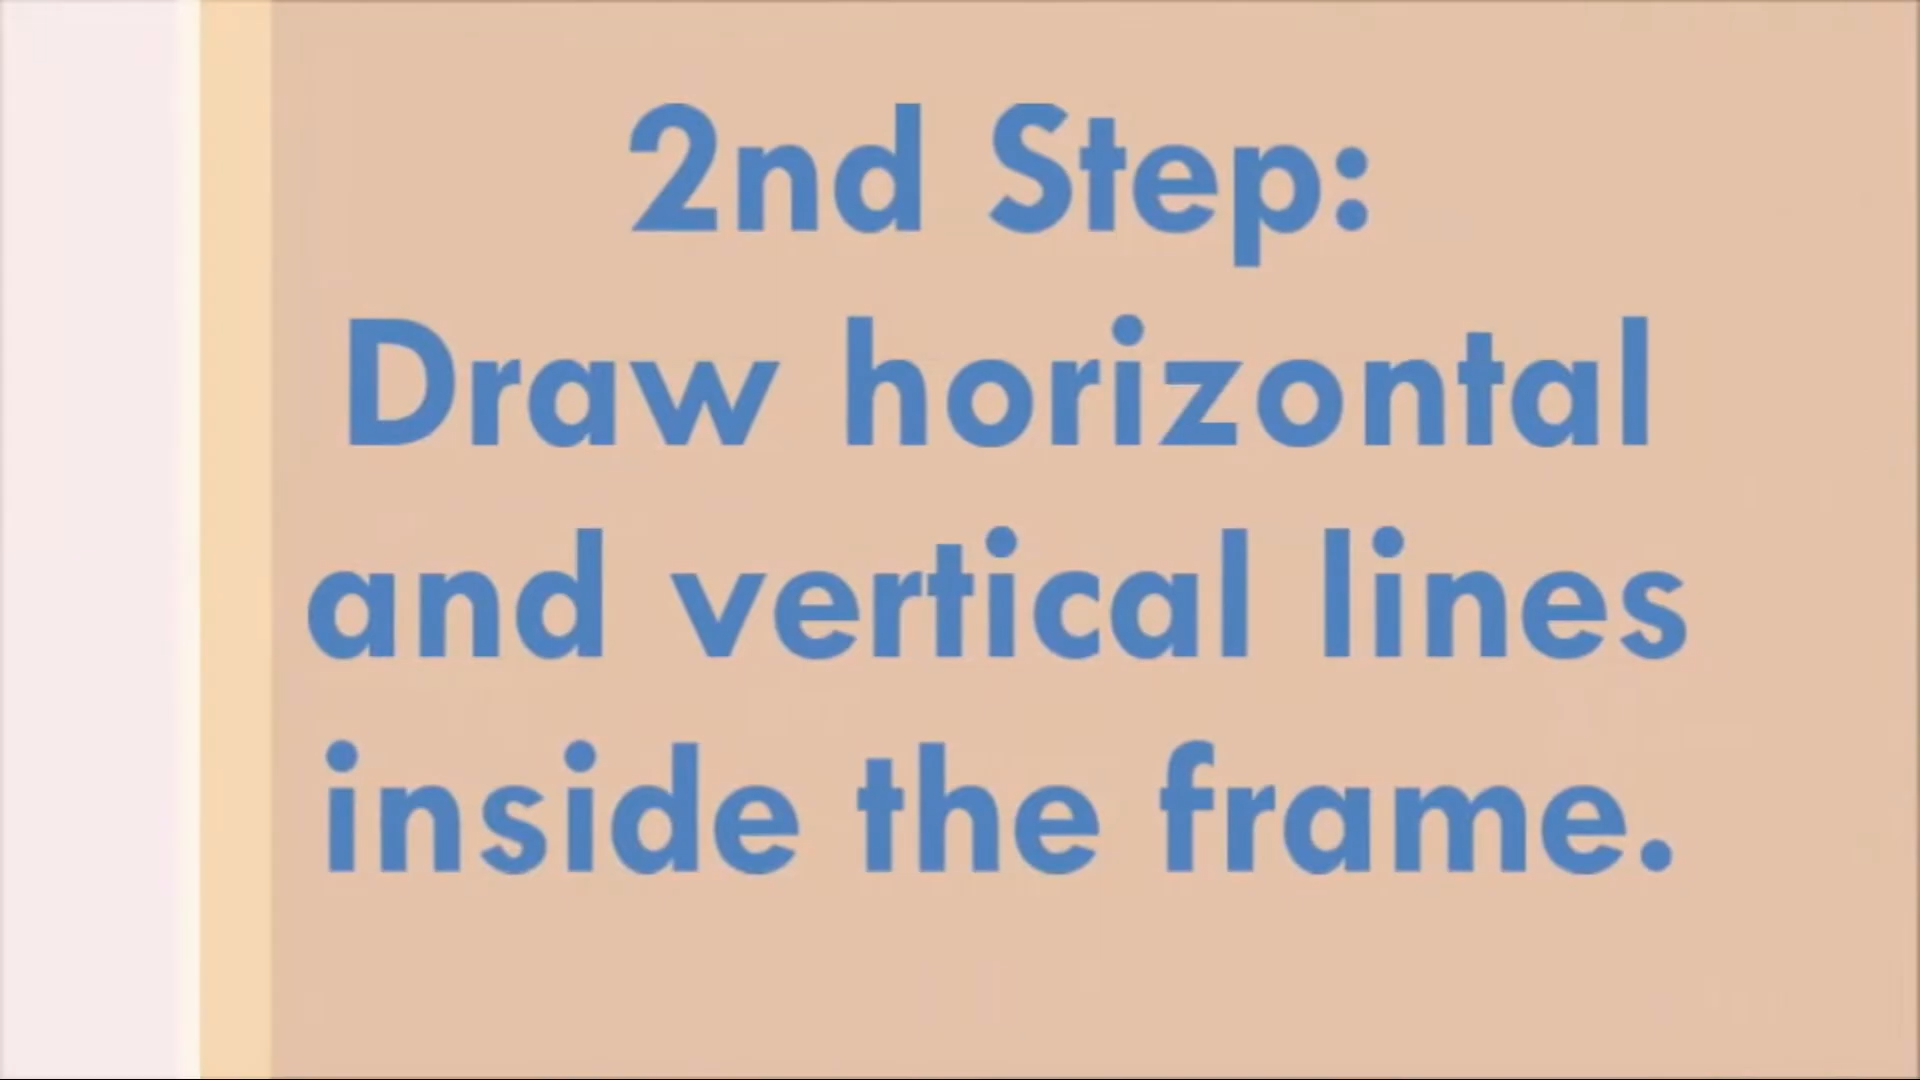 2nd Step:
Draw horizontal
and vertical lines
inside the frame.